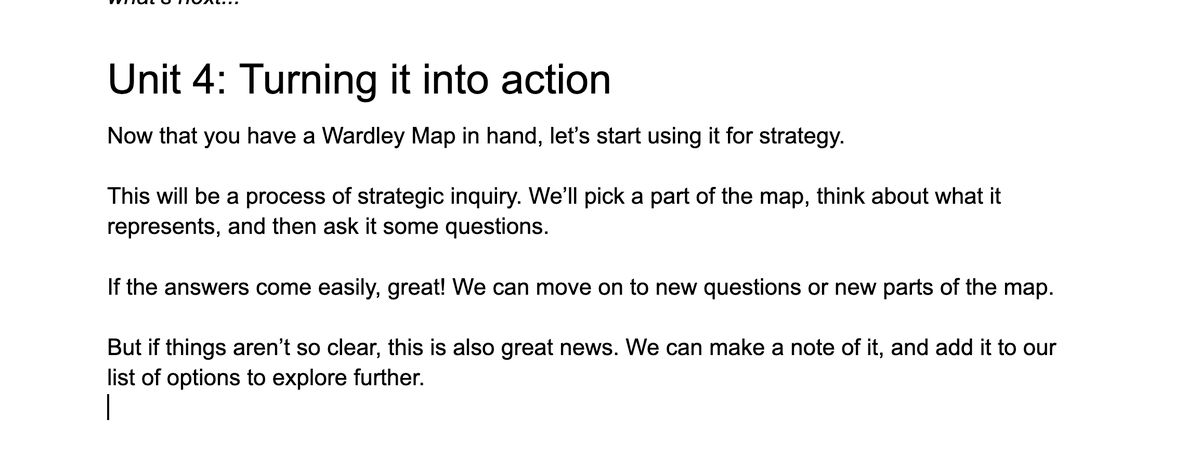 what's next...
Unit 4: Turning it into action
Now that you have a Wardley Map in hand, let’s start using it for strategy.
This will be a process of strategic inquiry. We’ll pick a part of the map, think about what it
represents, and then ask it some questions.
If the answers come easily, great! We can move on to new questions or new parts of the map.
But if things aren’t so clear, this is also great news. We can make a note of it, and add it to our
list of options to explore further.